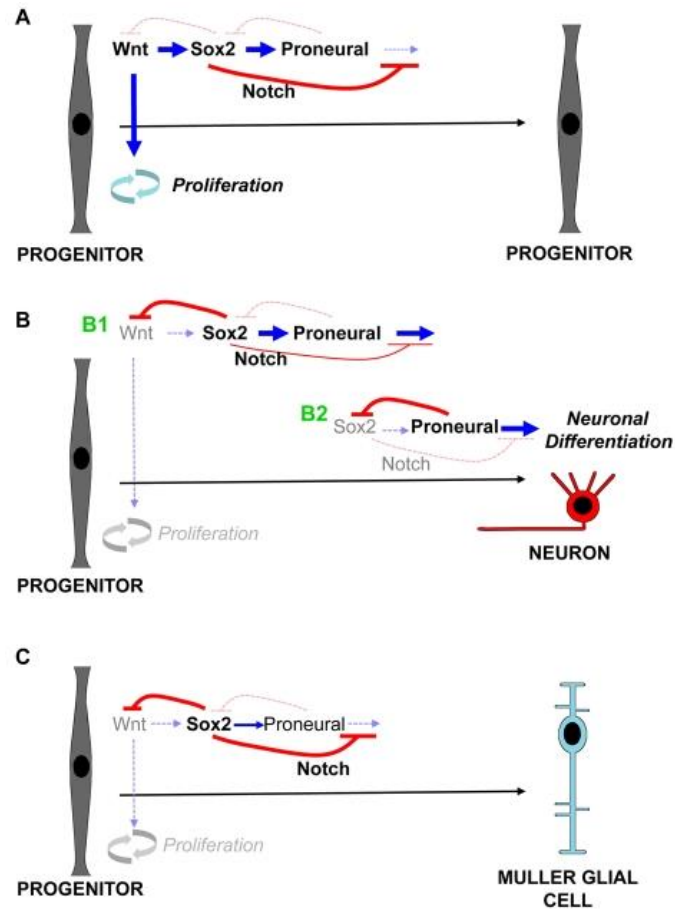 A
Wnt Sox2 Proneural
Notch
Proliferation
PROGENITOR PROGENITOR
B
B1 Wnt Sox2 Proneural
Notch
B2 Sox2 Proneural Neuronal
Differentiation
Notch
Proliferation
NEURON
PROGENITOR
C
Wnt Sox2 Proneural
Notch
Proliferation
PROGENITOR MULLER GLIAL
CELL